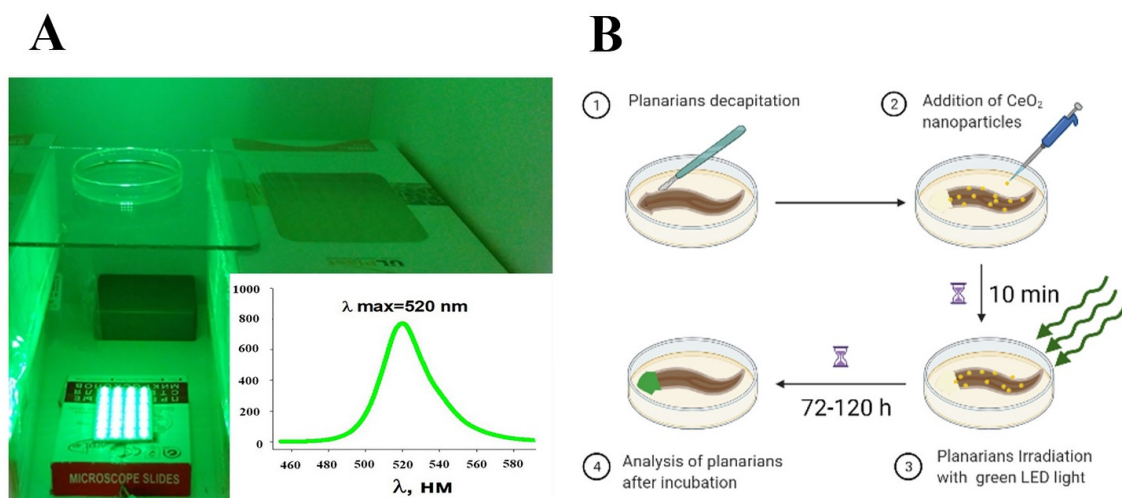 A
B
1
Planarians decapitation
2
Addition of CeO₂
nanoparticles
10 min
72-120 h
4
Analysis of planarians
after incubation
3
Planarians Irradiation
with green LED light
λ max=520 nm
1000
800
600
400
200
0
460
480
500
520
540
560
580
λ, НМ
MICROSCOPE SLIDES